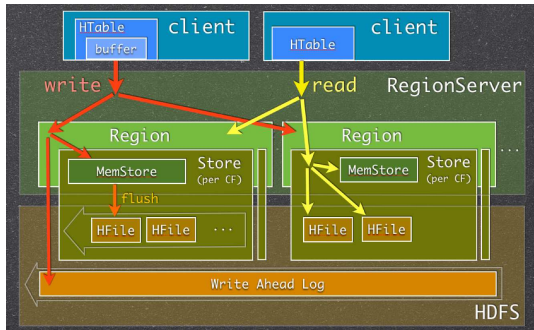 HTable
client
buffer
HTable
client
write
read
RegionServer
Region
Region
...
MemStore
Store
(per CF)
MemStore
Store
(per CF)
flush
HFile
HFile
...
HFile
HFile
Write Ahead Log
HDFS